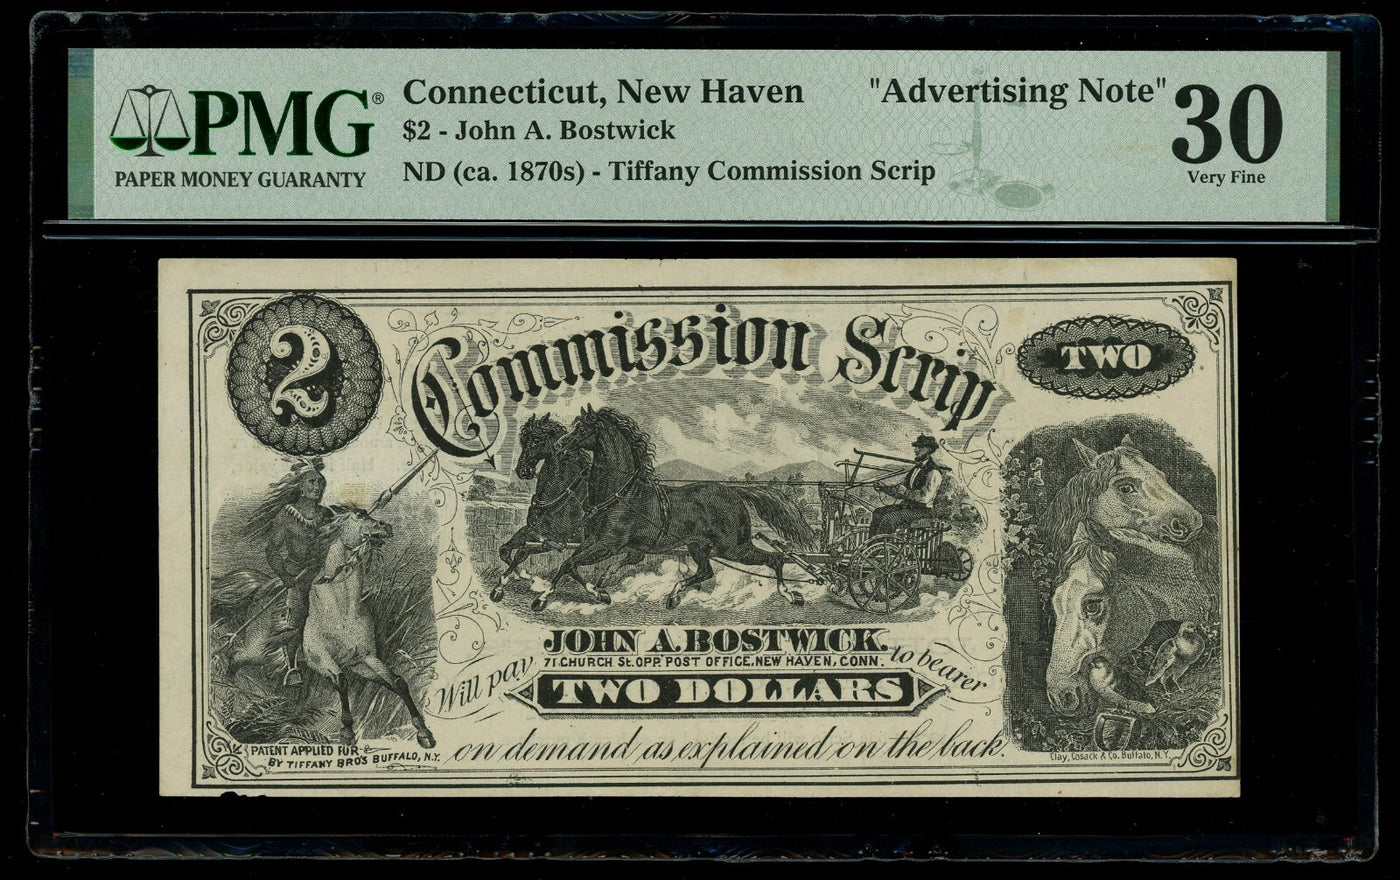 PMG®
PAPER MONEY GUARANTY
Connecticut, New Haven "Advertising Note"
$2 - John A. Bostwick
ND (ca. 1870s) - Tiffany Commission Scrip
30
Very Fine
2
Commission Scrip
TWO
JOHN A. BOSTWICK.
71 CHURCH St. OPP. POST OFFICE. NEW HAVEN, CONN.
Will pay to bearer
TWO DOLLARS
on demand as explained on the back.
PATENT APPLIED FOR
BY TIFFANY BRO'S BUFFALO, N.Y.
Clay, Cosack & Co. Buffalo, N.Y.